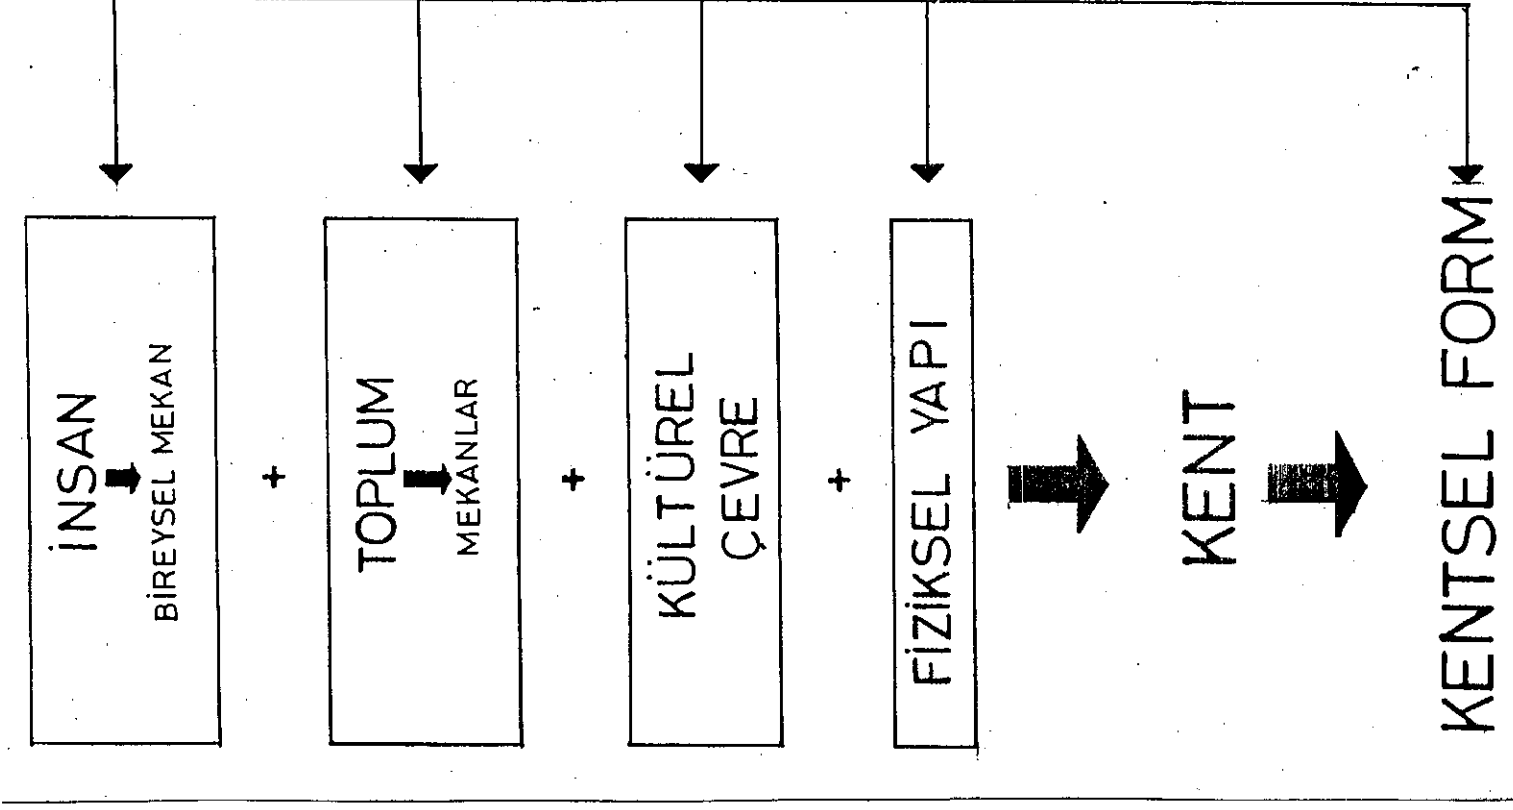 İNSAN
BİREYSEL MEKAN
+
TOPLUM
MEKANLAR
+
KÜLTÜREL
ÇEVRE
+
FİZİKSEL YAPI
KENT
KENTSEL FORM